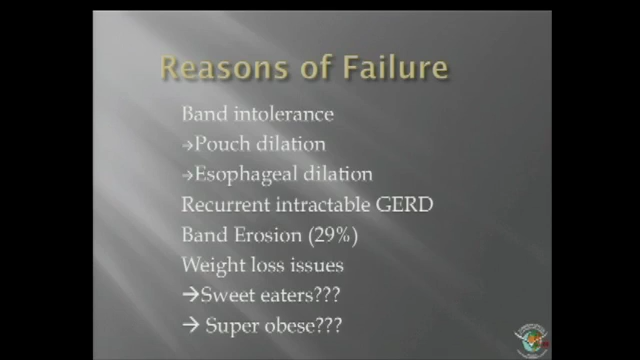 Reasons of Failure
Band intolerance
→Pouch dilation
→Esophageal dilation
Recurrent intractable GERD
Band Erosion (29%)
Weight loss issues
→Sweet eaters???
→ Super obese???